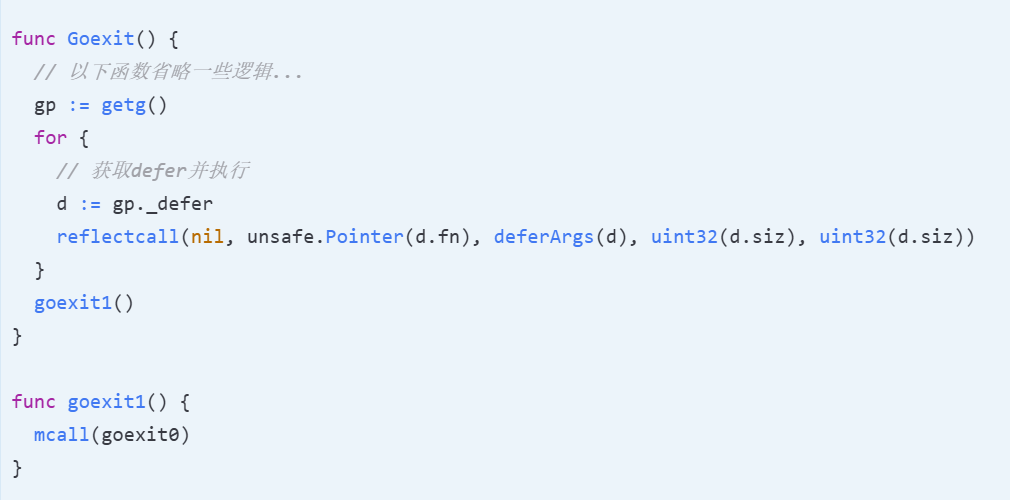 func Goexit() {
  // 以下函数省略一些逻辑...
  gp := getg()
  for {
    // 获取defer并执行
    d := gp._defer
    reflectcall(nil, unsafe.Pointer(d.fn), deferArgs(d), uint32(d.siz), uint32(d.siz))
  }
  goexit1()
}

func goexit1() {
  mcall(goexit0)
}